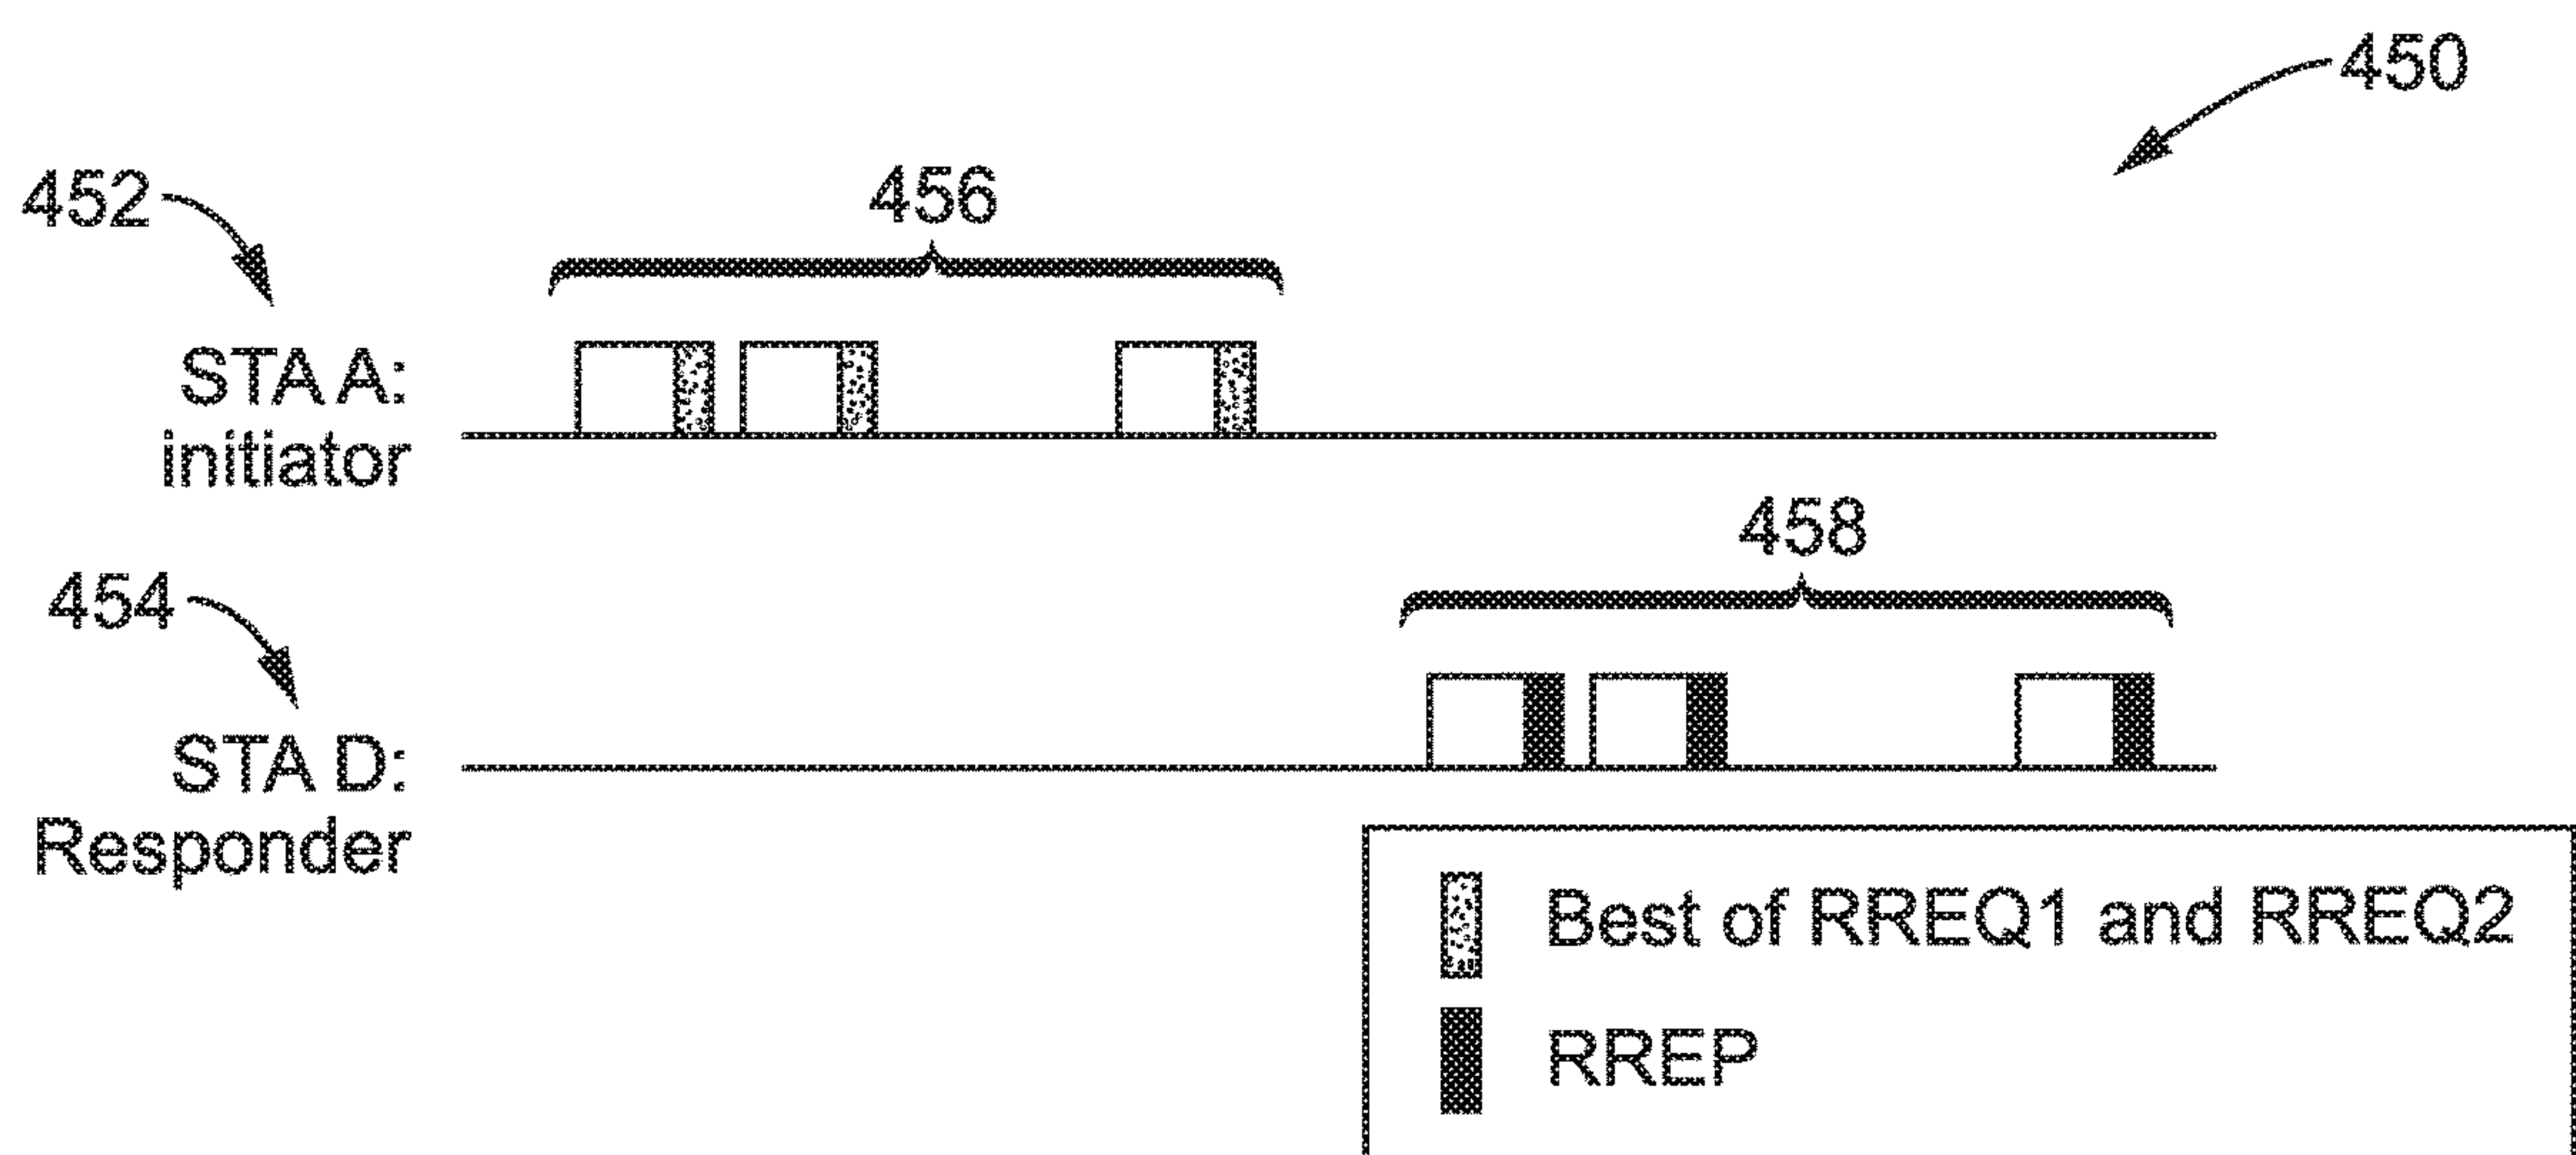 450
452
456
STA A:
initiator
458
454
STA D:
Responder
Best of RREQ1 and RREQ2
RREP